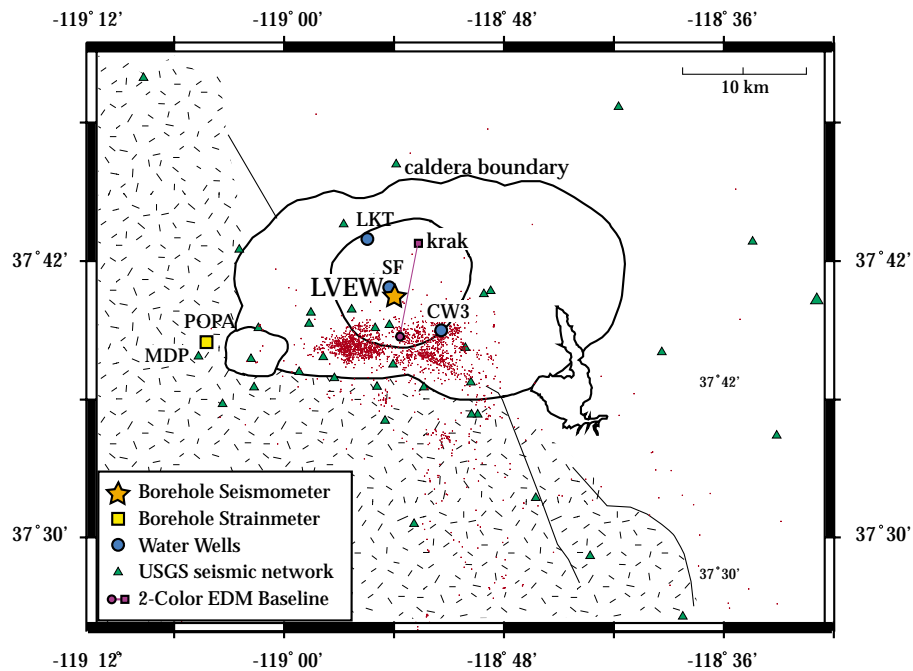 -119˚ 12'
-119˚ 00'
-118˚ 48'
-118˚ 36'
10 km
caldera boundary
LKT
krak
37˚ 42'
37˚ 42'
SF
LVEW
CW3
POPA
MDP
37˚ 42'
Borehole Seismometer
Borehole Strainmeter
Water Wells
USGS seismic network
2-Color EDM Baseline
37˚ 30'
37˚ 30'
37˚ 30'
-119˚ 12'
-119˚ 00'
-118˚ 48'
-118˚ 36'